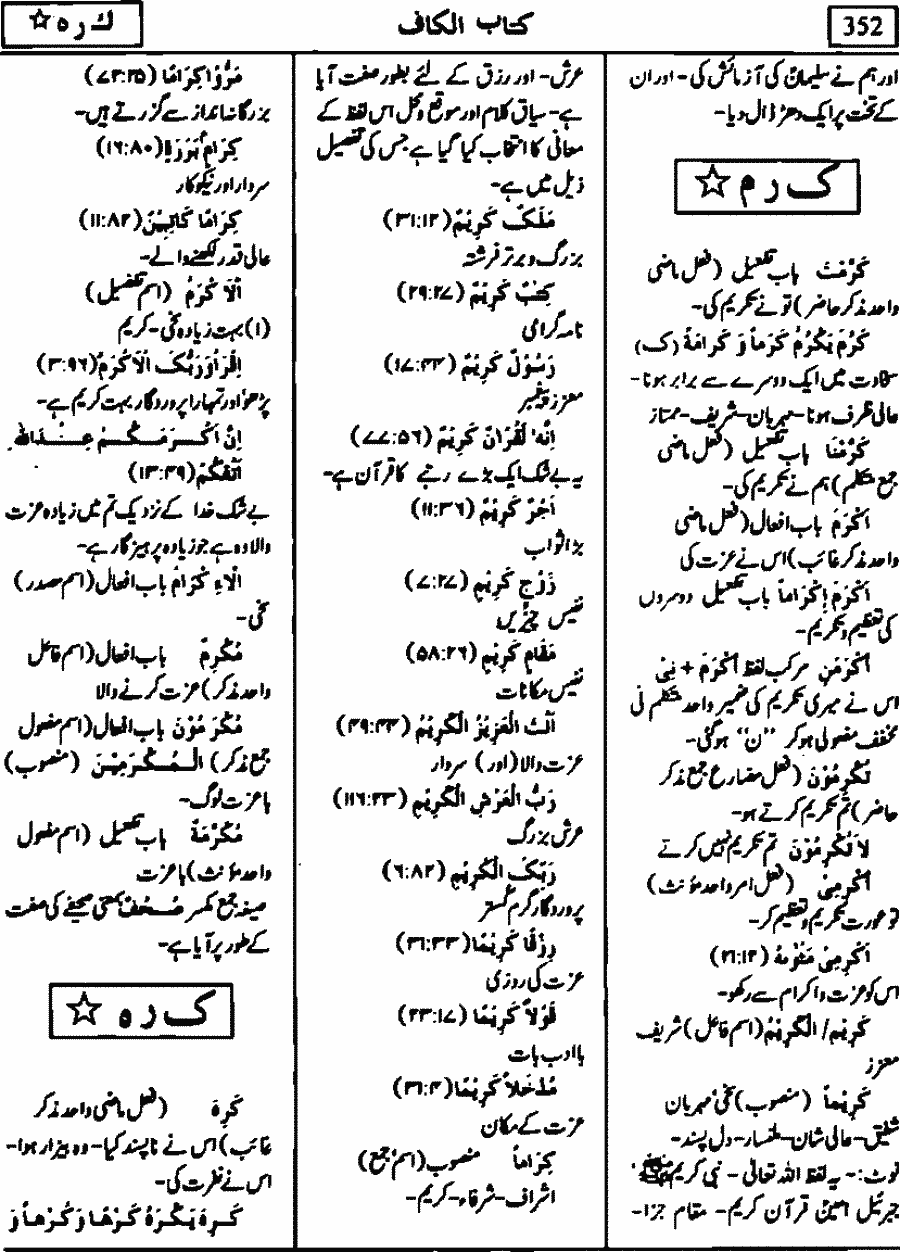 352
کتاب الکاف
ك ر ه ☆
اور ہم نے سلیمانؑ کی آزمائش کی۔ اور ان
کے تخت پر ایک دھڑ ڈال دیا۔
ک ر م ☆
کَرَّمْتَ باب تفعیل (فعل ماضی
واحد مذکر حاضر) تو نے تکریم کی۔
کَرُمَ یَکْرُمُ کَرَماً وَ کَرَامَةً (ک)
سخاوت میں ایک دوسرے سے برابر ہونا۔
عالی ظرف ہونا۔ مہربان۔ شریف۔ ممتاز
کَرَّمْنَا باب تفعیل (فعل ماضی
جمع متکلم) ہم نے تکریم کی۔
اَکْرَمَ باب افعال (فعل ماضی
واحد مذکر غائب) اس نے عزت کی
اَکْرَمَ اِکْرَاماً باب تفعیل دوسروں
کی تعظیم و تکریم۔
اَکْرَمَنِ مرکب لفظ اَکْرَمَ + نِیْ
اس نے میری تکریم کی ضمیر واحد متکلم نی
مخفف مفعولی ہو کر "ن" ہوگئی۔
تُکْرِمُوْنَ (فعل مضارع جمع مذکر
حاضر) تم تکریم کرتے ہو۔
لَا تُکْرِمُوْنَ تم تکریم نہیں کرتے
اَکْرِمِیْ (فعل امر واحد مؤنث)
تو عورت تکریم و تعظیم کر۔
اَکْرِمِیْ مَثْوٰهُ (۲۱:۱۲)
اس کو عزت و اکرام سے رکھو۔
کَرِیْم/ الْکَرِیْمُ (اسم فاعل) شریف
معزز
کَرِیْماً (منصوب) سخی مہربان
شفیق۔ عالی شان۔ ملنسار۔ دل پسند۔
نوٹ:۔ یہ لفظ اللہ تعالیٰ۔ نبی کریم ﷺ،
جبرئیل امینؑ قرآن کریم۔ مقام جزا۔
عرش۔ اور رزق کے لئے بطور صفت آیا
ہے۔ سیاق کلام اور موقع و محل اس لفظ کے
معانی کا انتخاب کیا گیا ہے جس کی تفصیل
ذیل میں ہے۔
مَلَکٌ کَرِیْمٌ (۳۱:۱۲)
بزرگ و برتر فرشتہ
کِتٰبٌ کَرِیْمٌ (۲۹:۲۷)
نامہ گرامی
رَسُوْلٌ کَرِیْمٌ (۱۷:۴۴)
معزز پیغمبر
اِنَّهٗ لَقُرْاٰنٌ کَرِیْمٌ (۷۷:۵۶)
یہ بے شک ایک بڑے رتبے کا قرآن ہے۔
اَجْرٌ کَرِیْمٌ (۱۱:۳۶)
بڑا ثواب
زَوْجٍ کَرِیْمٍ (۷:۲۶)
نفیس چیزیں
مَقَامٍ کَرِیْمٍ (۵۸:۲۶)
نفیس مکانات
اَنْتَ الْعَزِیْزُ الْکَرِیْمُ (۴۹:۴۴)
عزت والا (اور) سردار
رَبُّ الْعَرْشِ الْکَرِیْمِ (۱۱۶:۲۳)
عرش بزرگ
رَبِّکَ الْکَرِیْمِ (۶:۸۲)
پروردگار کرم گستر
رِزْقًا کَرِیْمًا (۳۱:۳۳)
عزت کی روزی
قَوْلاً کَرِیْمًا (۲۳:۱۷)
باادب بات
مُدْخَلاً کَرِیْمًا (۳۱:۴)
عزت کے مکان
کِرَاماً منصوب (اسم جمع)
اشراف۔ شرفاء۔ کریم۔
مَرُّوْا کِرَامًا (۷۲:۲۵)
بزرگانہ انداز سے گزرتے ہیں۔
کِرَامٍ بَرَرَةٍ (۱۶:۸۰)
سردار اور نیکوکار
کِرَامًا کَاتِبِیْنَ (۱۱:۸۲)
عالی قدر لکھنے والے۔
اَلْاَکْرَمُ (اسم تفضیل)
(۱) بہت زیادہ سخی۔ کریم
اِقْرَاْ وَرَبُّکَ الْاَکْرَمُ (۳:۹۶)
پڑھو اور تمہارا پروردگار بہت کریم ہے۔
اِنَّ اَکْرَمَکُمْ عِنْدَاللّٰهِ
اَتْقٰکُمْ (۱۳:۴۹)
بے شک خدا کے نزدیک تم میں زیادہ عزت
والا وہ ہے جو زیادہ پرہیزگار ہے۔
الْاِکْرَامُ باب افعال (اسم مصدر)
سخی۔
مُکْرِمٌ باب افعال (اسم فاعل
واحد مذکر) عزت کرنے والا
مُکْرَمُوْنَ باب افعال (اسم مفعول
جمع مذکر) الْمُکْرَمِیْنَ (منصوب)
باعزت لوگ۔
مُکَرَّمَةٌ باب تفعیل (اسم مفعول
واحد مؤنث) باعزت
صیغہ جمع مکسر صُحُفٌ بمعنی صحیفے کی صفت
کے طور پر آیا ہے۔
ک ر ہ ☆
کَرِهَ (فعل ماضی واحد مذکر
غائب) اس نے ناپسند کیا۔ وہ بیزار ہوا۔
اس نے نفرت کی۔
کَرِهَ یَکْرَهُ کَرْهًا وَ کُرْهاً وَ